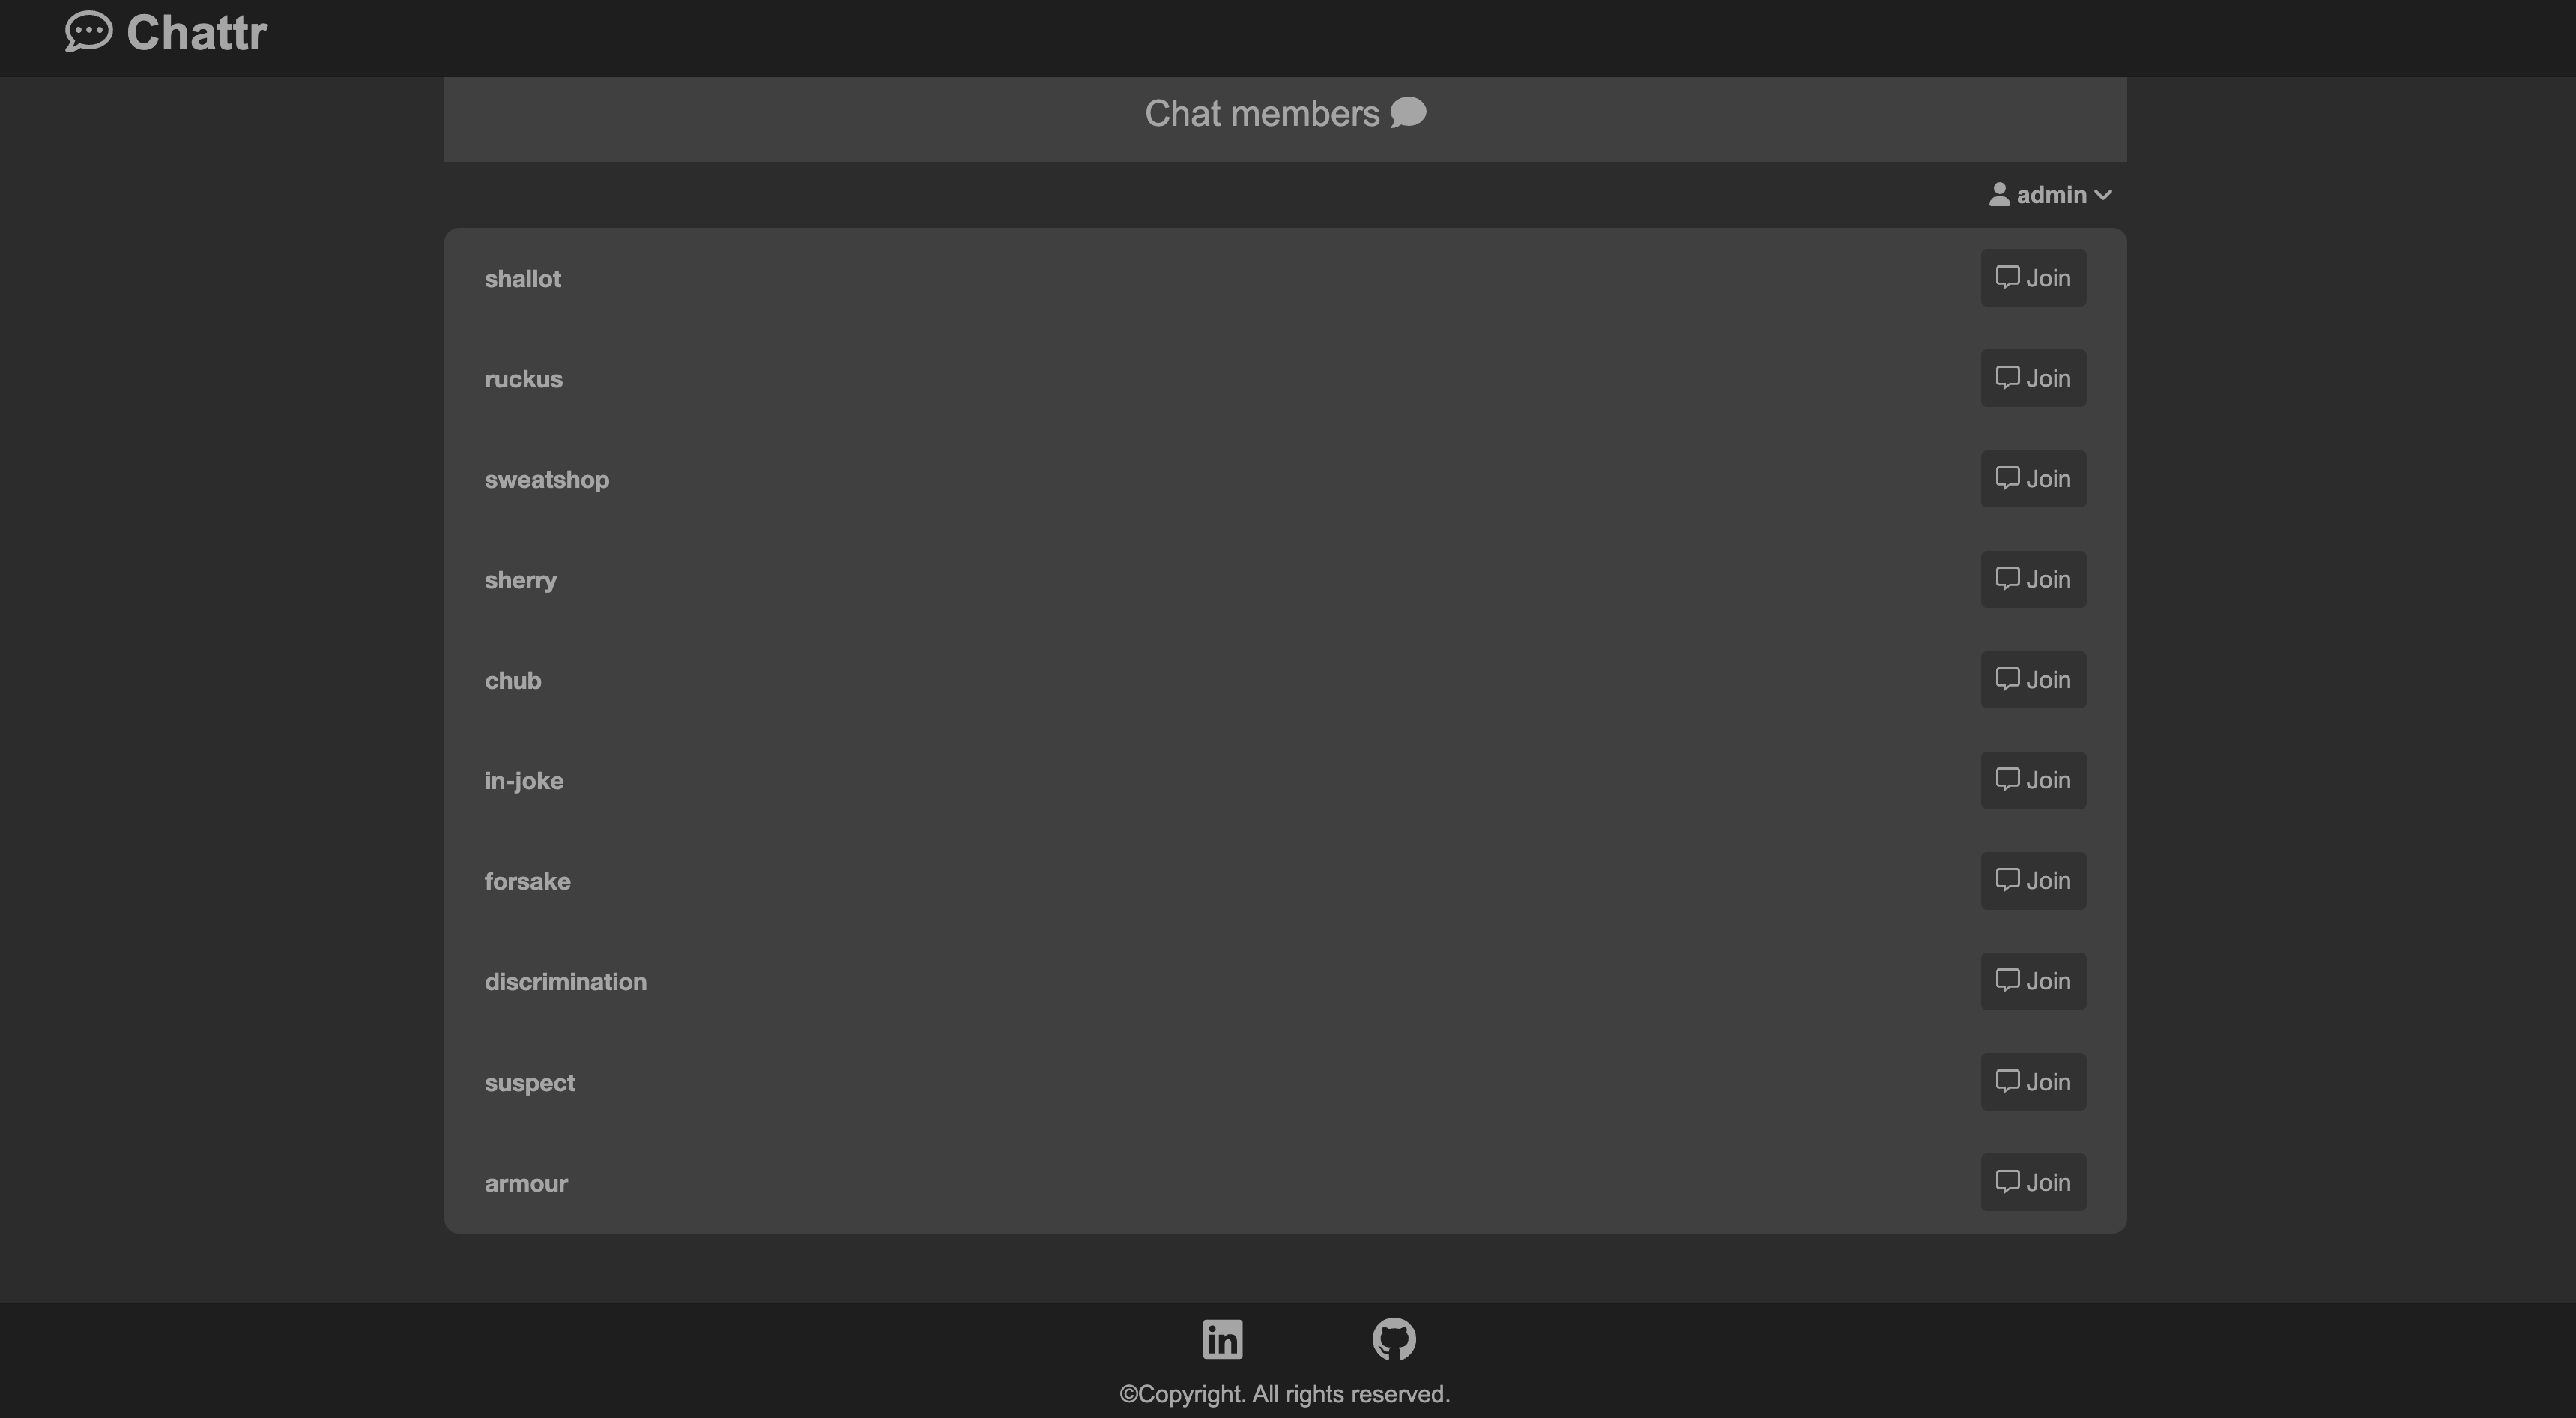 Chattr
Chat members
admin
shallot
Join
ruckus
Join
sweatshop
Join
sherry
Join
chub
Join
in-joke
Join
forsake
Join
discrimination
Join
suspect
Join
armour
Join
in
©Copyright. All rights reserved.